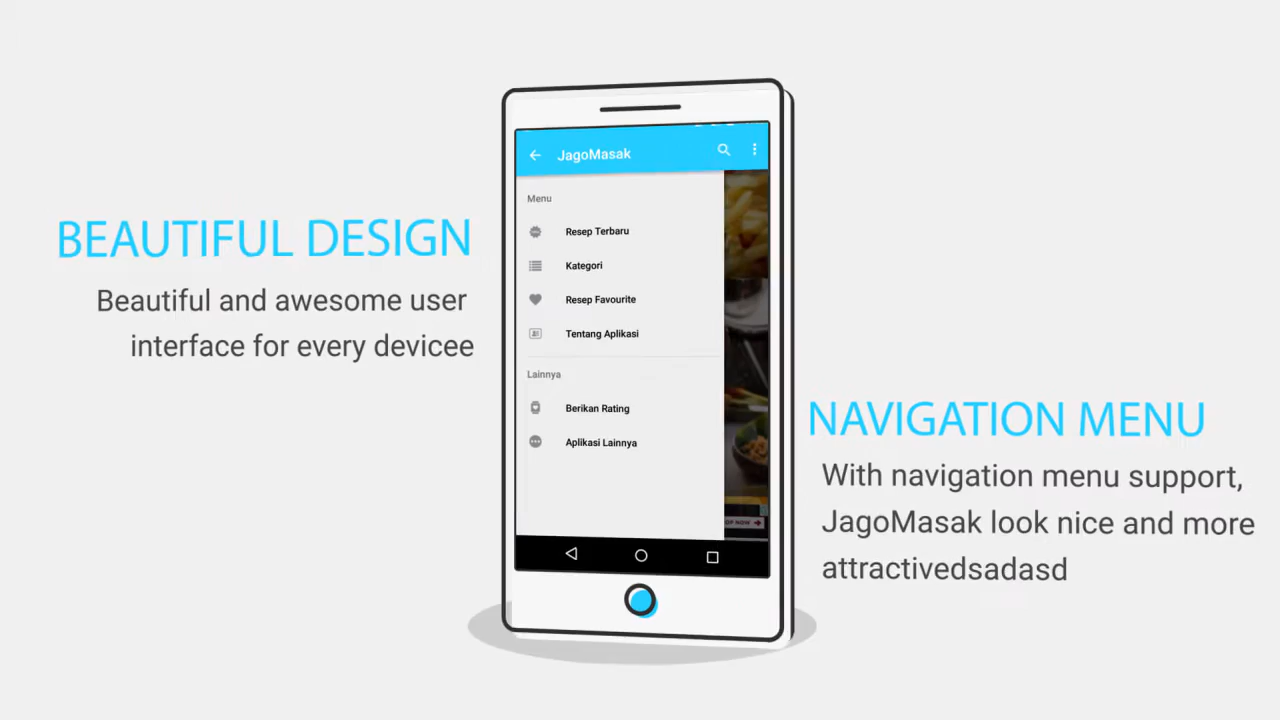 BEAUTIFUL DESIGN
Beautiful and awesome user
interface for every devicee
JagoMasak
Menu
Resep Terbaru
Kategori
Resep Favourite
Tentang Aplikasi
Lainnya
Berikan Rating
Aplikasi Lainnya
NOW
NAVIGATION MENU
With navigation menu support,
JagoMasak look nice and more
attractivedsadasd